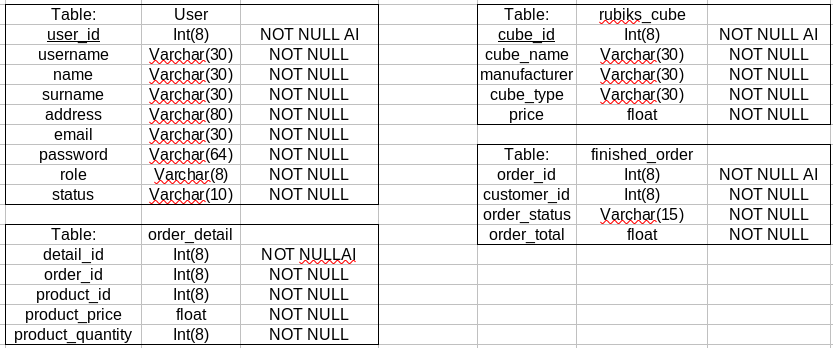 Table: User
user_id Int(8) NOT NULL AI
username Varchar(30) NOT NULL
name Varchar(30) NOT NULL
surname Varchar(30) NOT NULL
address Varchar(80) NOT NULL
email Varchar(30) NOT NULL
password Varchar(64) NOT NULL
role Varchar(8) NOT NULL
status Varchar(10) NOT NULL
Table: order_detail
detail_id Int(8) NOT NULLAI
order_id Int(8) NOT NULL
product_id Int(8) NOT NULL
product_price float NOT NULL
product_quantity Int(8) NOT NULL
Table: rubiks_cube
cube_id Int(8) NOT NULL AI
cube_name Varchar(30) NOT NULL
manufacturer Varchar(30) NOT NULL
cube_type Varchar(30) NOT NULL
price float NOT NULL
Table: finished_order
order_id Int(8) NOT NULL AI
customer_id Int(8) NOT NULL
order_status Varchar(15) NOT NULL
order_total float NOT NULL